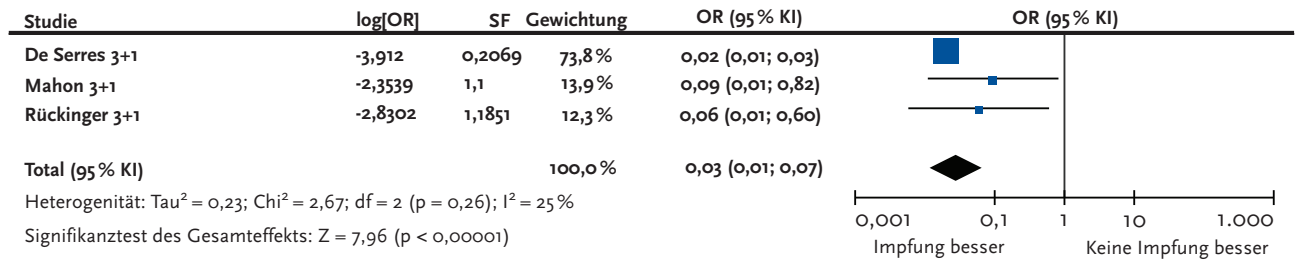 Studie log[OR] SF Gewichtung OR (95 % KI) OR (95 % KI)
De Serres 3+1 -3,912 0,2069 73,8 % 0,02 (0,01; 0,03)
Mahon 3+1 -2,3539 1,1 13,9 % 0,09 (0,01; 0,82)
Rückinger 3+1 -2,8302 1,1851 12,3 % 0,06 (0,01; 0,60)
Total (95 % KI) 100,0 % 0,03 (0,01; 0,07)
Heterogenität: Tau² = 0,23; Chi² = 2,67; df = 2 (p = 0,26); I² = 25 %
Signifikanztest des Gesamteffekts: Z = 7,96 (p < 0,00001)
0,001 0,1 1 10 1.000
Impfung besser Keine Impfung besser